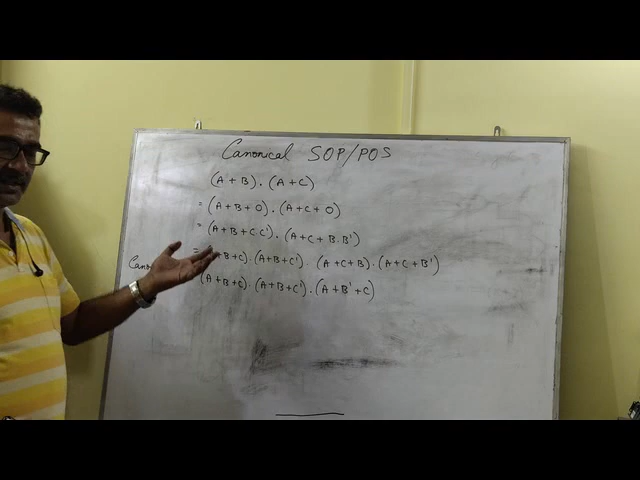 Canonical SOP/POS
(A+B).(A+C)
=(A+B+0).(A+C+0)
=(A+B+C.C').(A+C+B.B')
=B+C).(A+B+C').(A+C+B).(A+C+B')
(A+B+C).(A+B+C').(A+B'+C)